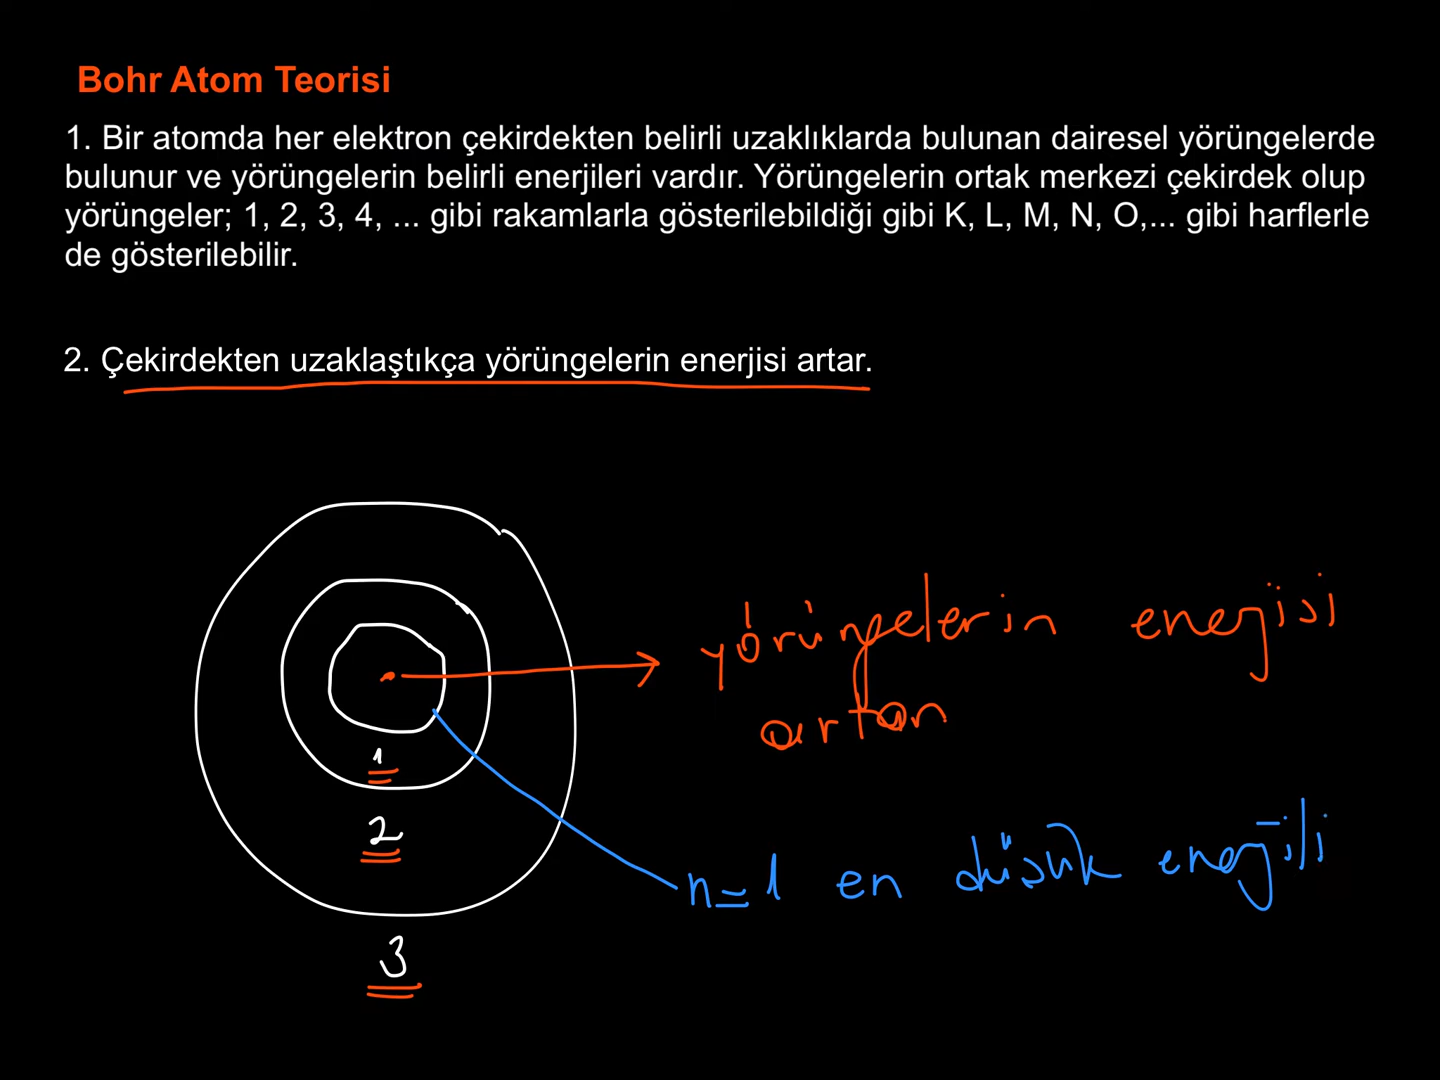 Bohr Atom Teorisi
1. Bir atomda her elektron çekirdekten belirli uzaklıklarda bulunan dairesel yörüngelerde
bulunur ve yörüngelerin belirli enerjileri vardır. Yörüngelerin ortak merkezi çekirdek olup
yörüngeler; 1, 2, 3, 4, ... gibi rakamlarla gösterilebildiği gibi K, L, M, N, O,... gibi harflerle
de gösterilebilir.
2. Çekirdekten uzaklaştıkça yörüngelerin enerjisi artar.
yörüngelerin enerjisi
artan
1
2
n=1 en düşük enerjili
3